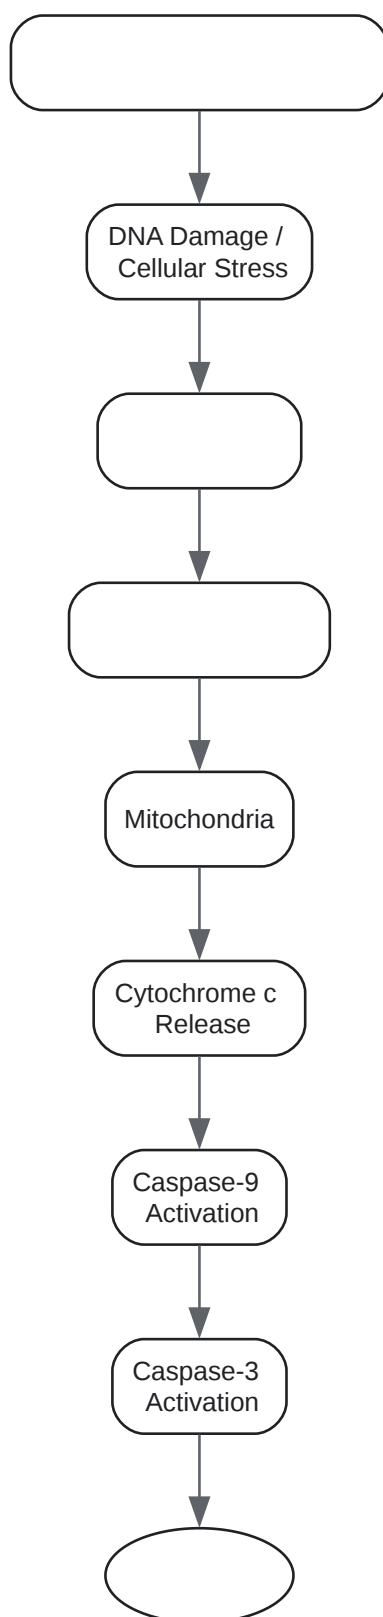 DNA Damage /
Cellular Stress
Mitochondria
Cytochrome c
Release
Caspase-9
Activation
Caspase-3
Activation